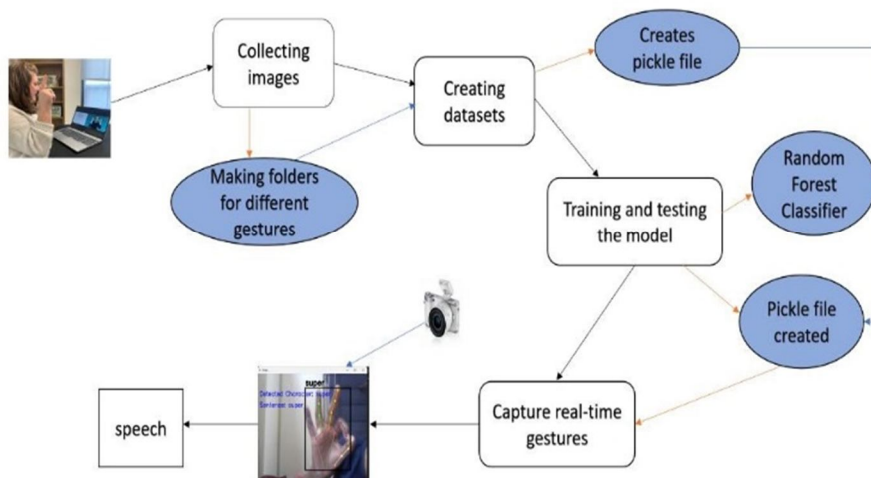 Collecting
images
Creating
datasets
Creates
pickle file
Making folders
for different
gestures
Training and testing
the model
Random
Forest
Classifier
Pickle file
created
Capture real-time
gestures
super
Detected Character: super
Sentence: super
speech